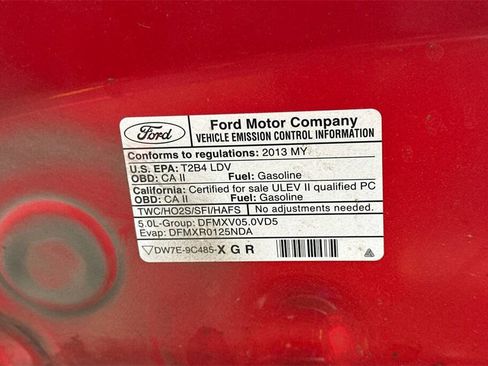 Ford
Ford Motor Company
VEHICLE EMISSION CONTROL INFORMATION
Conforms to regulations: 2013 MY
U.S. EPA: T2B4 LDV
OBD: CA II Fuel: Gasoline
California: Certified for sale ULEV II qualified PC
OBD: CA II Fuel: Gasoline
TWC/HO2S/SFI/HAFS No adjustments needed.
5.0L-Group: DFMXV05.0VD5
Evap: DFMXR0125NDA
DW7E-9C485-X G R